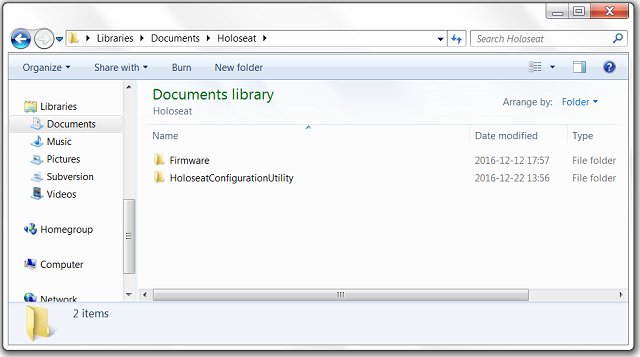 Libraries Documents Holoseat
Search Holoseat
Organize Share with Burn New folder
Libraries
Documents
Music
Pictures
Subversion
Videos
Homegroup
Computer
Network
Documents library
Holoseat
Arrange by: Folder
Name Date modified Type
Firmware 2016-12-12 17:57 File folder
HoloseatConfigurationUtility 2016-12-22 13:56 File folder
2 items